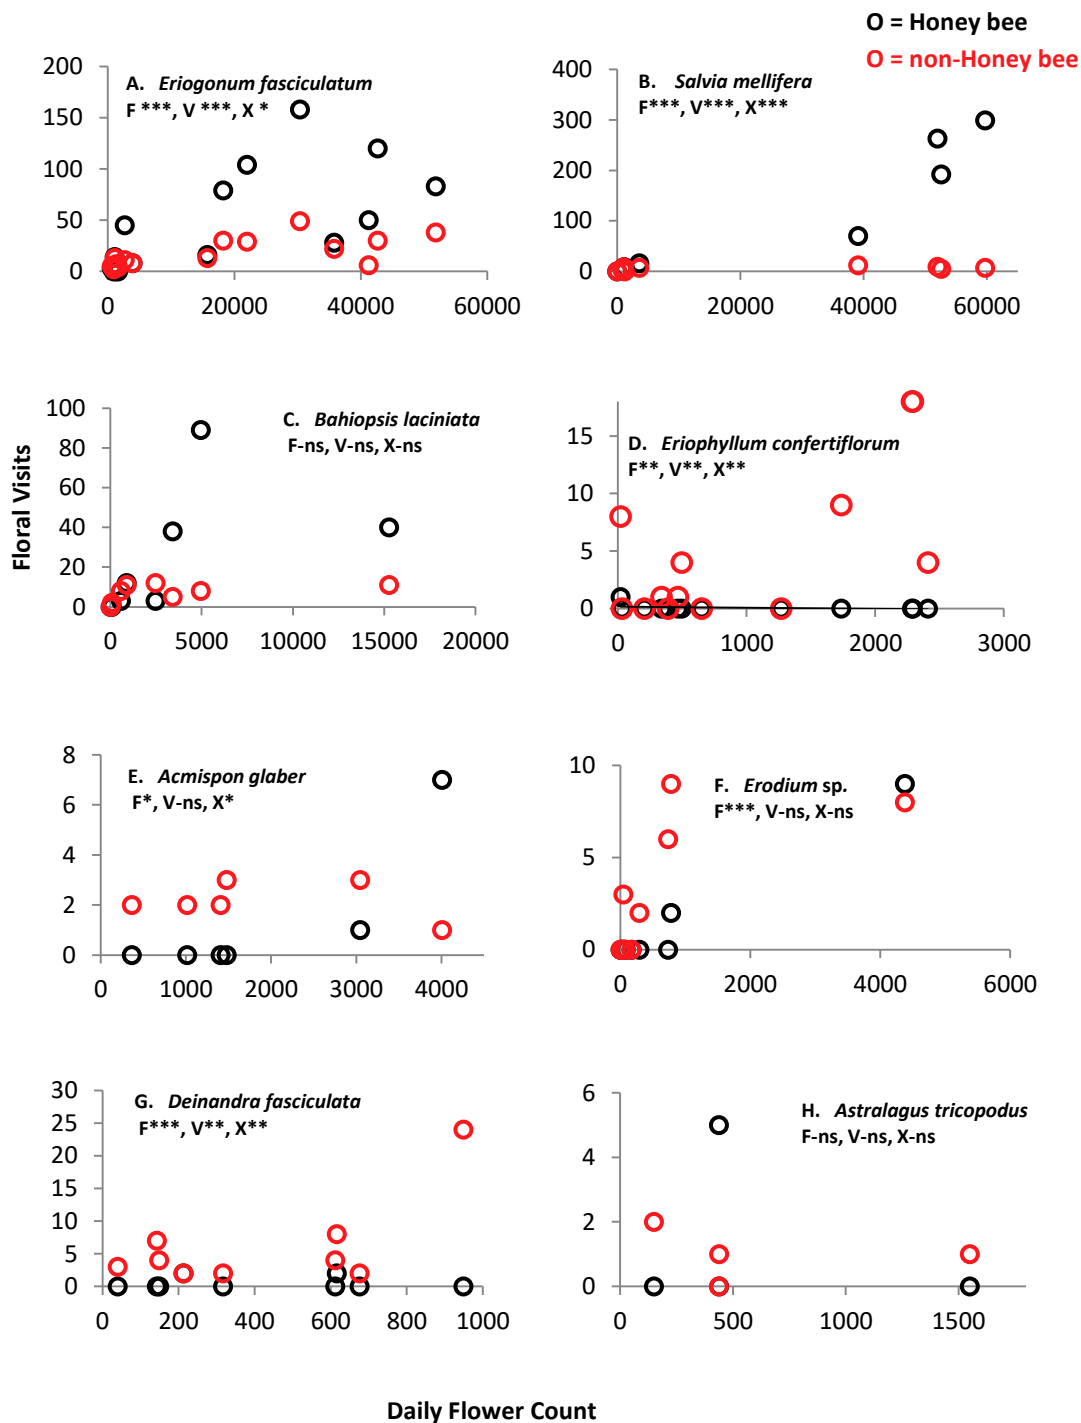 O = Honey bee
O = non-Honey bee
A. Eriogonum fasciculatum
F ***, V ***, X *
200
150
100
50
0
0 20000 40000 60000
B. Salvia mellifera
F***, V***, X***
400
300
200
100
0
0 20000 40000 60000
Floral Visits
C. Bahiopsis laciniata
F-ns, V-ns, X-ns
100
80
60
40
20
0
0 5000 10000 15000 20000
D. Eriophyllum confertiflorum
F**, V**, X**
15
10
5
0
0 1000 2000 3000
E. Acmispon glaber
F*, V-ns, X*
8
6
4
2
0
0 1000 2000 3000 4000
F. Erodium sp.
F***, V-ns, X-ns
10
5
0
0 2000 4000 6000
G. Deinandra fasciculata
F***, V**, X**
30
25
20
15
10
5
0
0 200 400 600 800 1000
H. Astralagus tricopodus
F-ns, V-ns, X-ns
6
4
2
0
0 500 1000 1500
Daily Flower Count